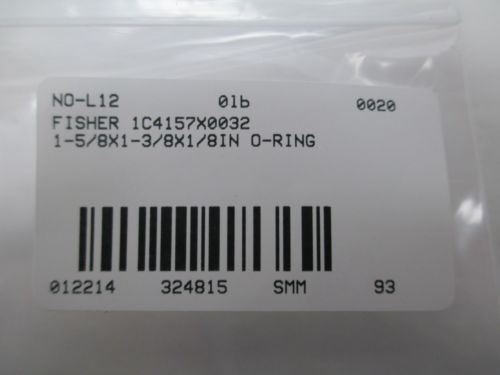 NO-L12 01b 0020
FISHER 1C4157X0032
1-5/8X1-3/8X1/8IN O-RING
012214 324815 SMM 93